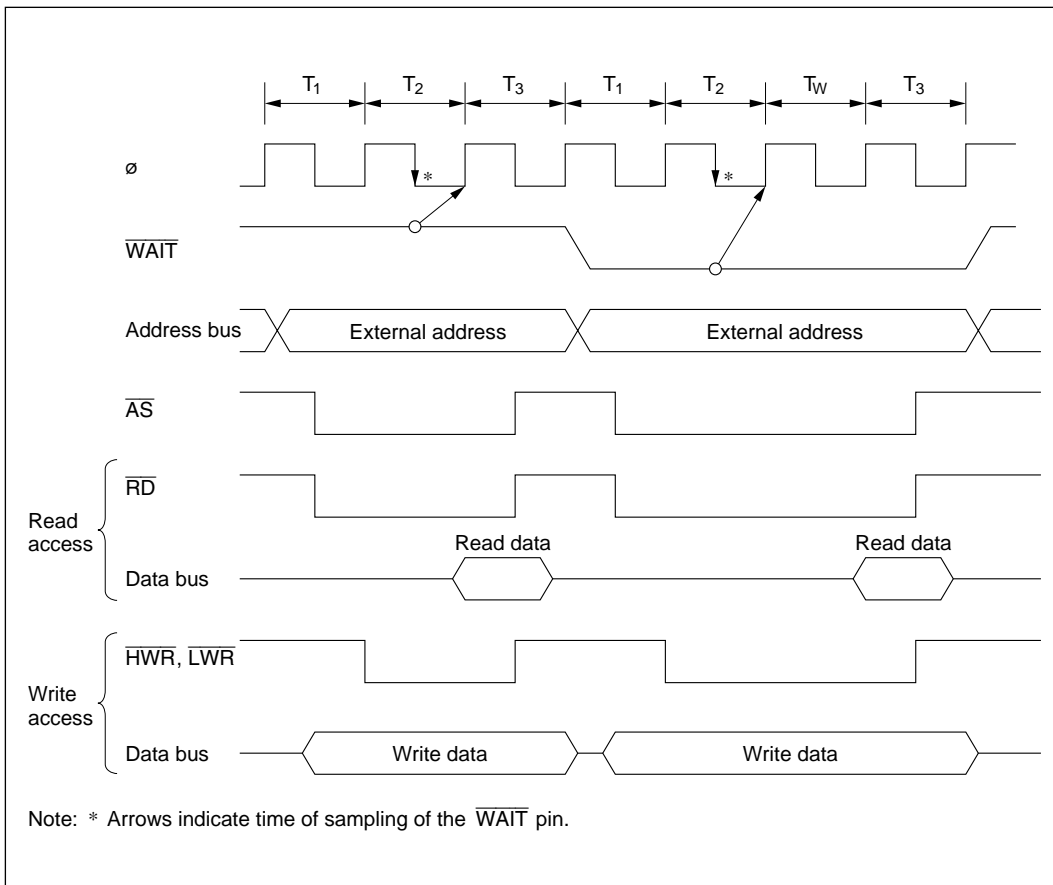 T1 T2 T3 T1 T2 TW T3
ø * *
WAIT
Address bus External address External address
AS
RD
Read access
Read data Read data
Data bus
HWR, LWR
Write access
Data bus Write data Write data
Note: * Arrows indicate time of sampling of the WAIT pin.